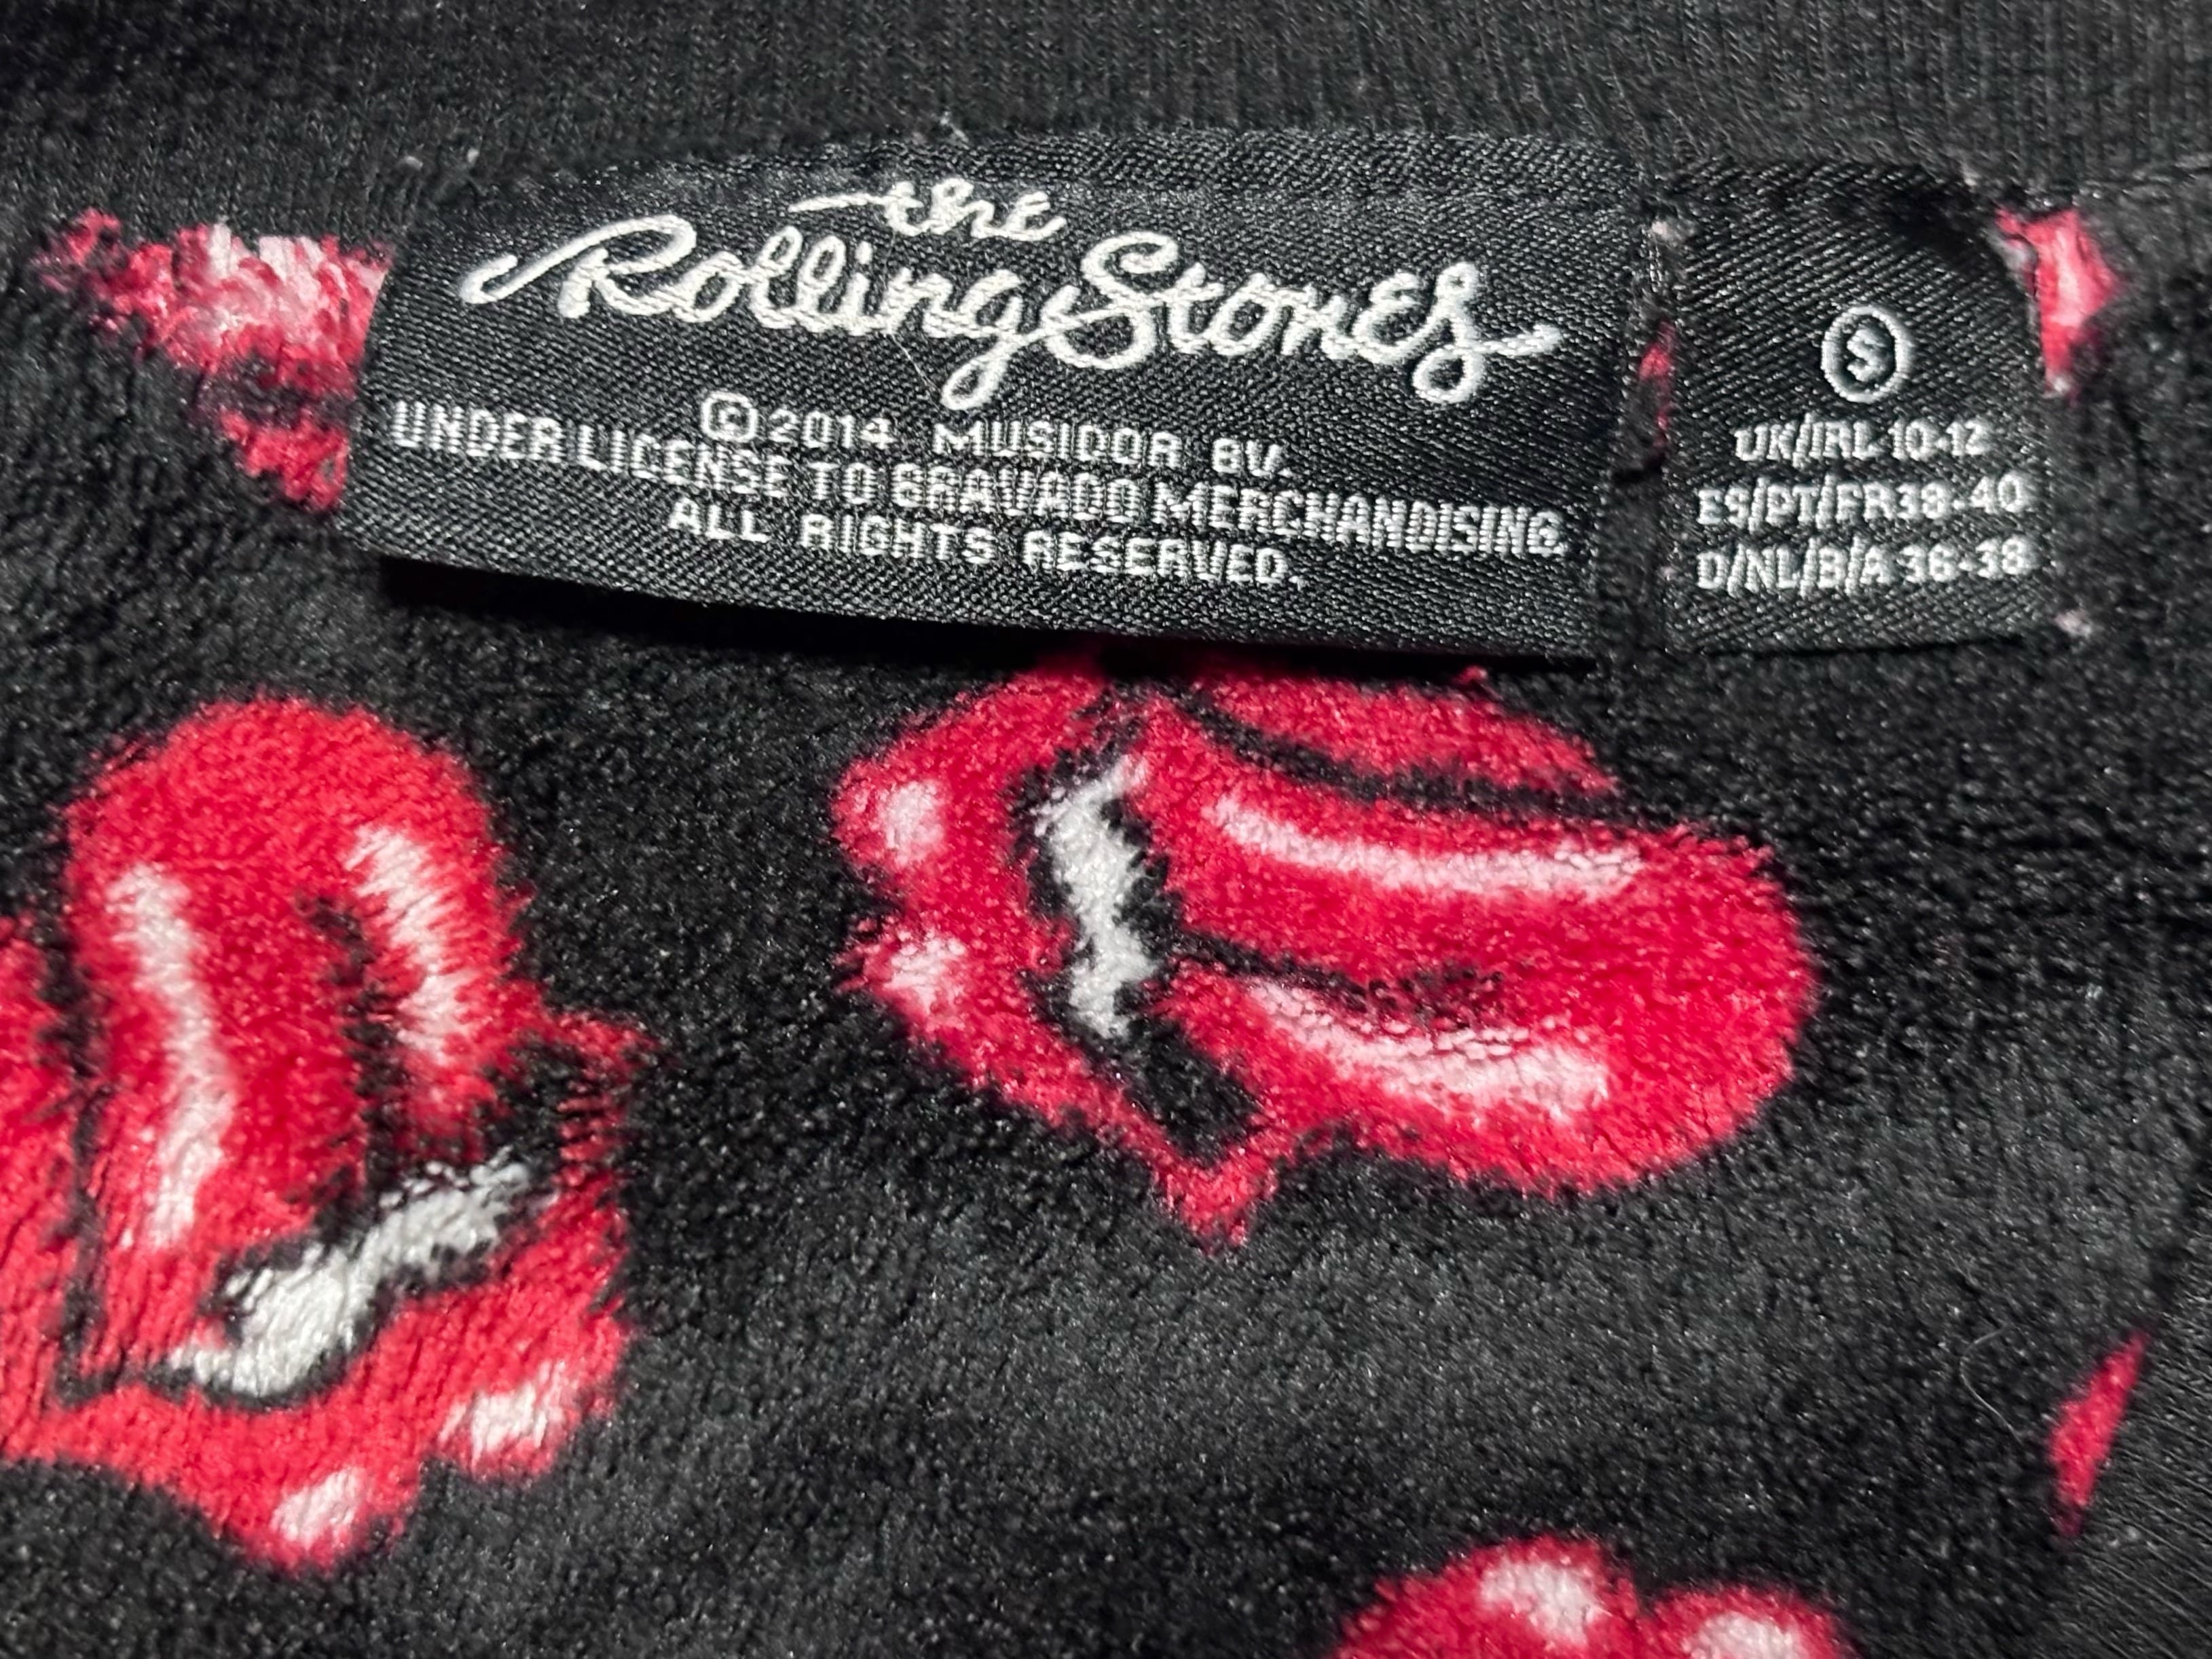 the
Rolling Stones
©2014 MUSIDOR BV.
UNDER LICENSE TO BRAVADO MERCHANDISING.
ALL RIGHTS RESERVED.
S
UK/IRL 10-12
ES/PT/FR38-40
D/NL/B/A 36-38